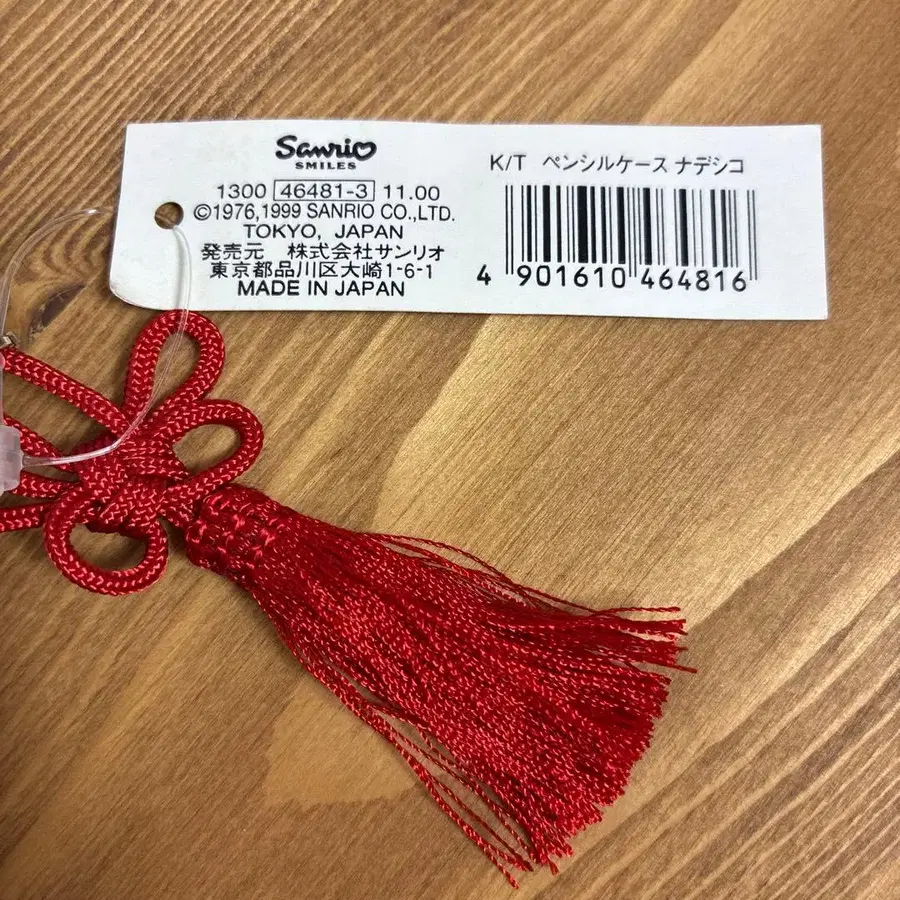 Sanrio
SMILES
1300 46481-3 11.00
©1976,1999 SANRIO CO.,LTD.
TOKYO, JAPAN
発売元 株式会社サンリオ
東京都品川区大崎1-6-1
MADE IN JAPAN
K/T ペンシルケース ナデシコ
4 901610 464816